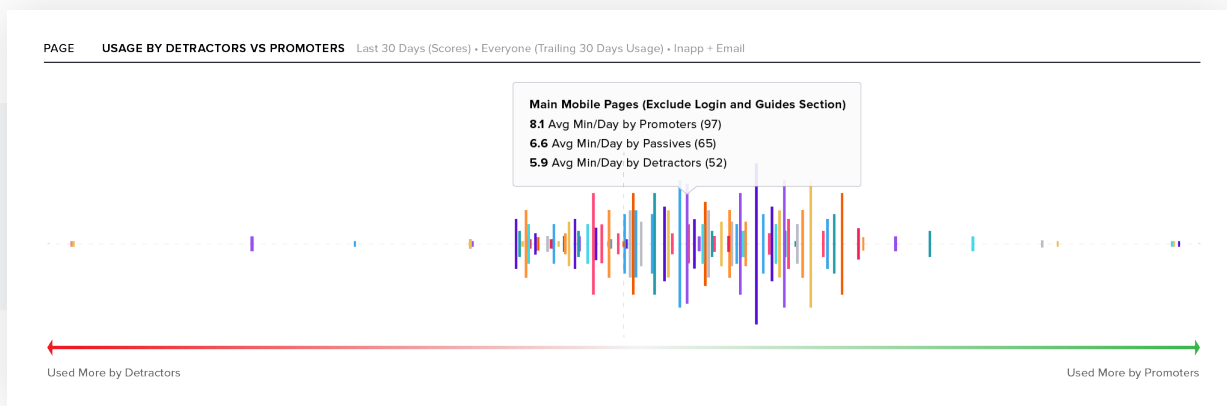 PAGE USAGE BY DETRACTORS VS PROMOTERS Last 30 Days (Scores) • Everyone (Trailing 30 Days Usage) • Inapp + Email
Main Mobile Pages (Exclude Login and Guides Section)
8.1 Avg Min/Day by Promoters (97)
6.6 Avg Min/Day by Passives (65)
5.9 Avg Min/Day by Detractors (52)
Used More by Detractors
Used More by Promoters